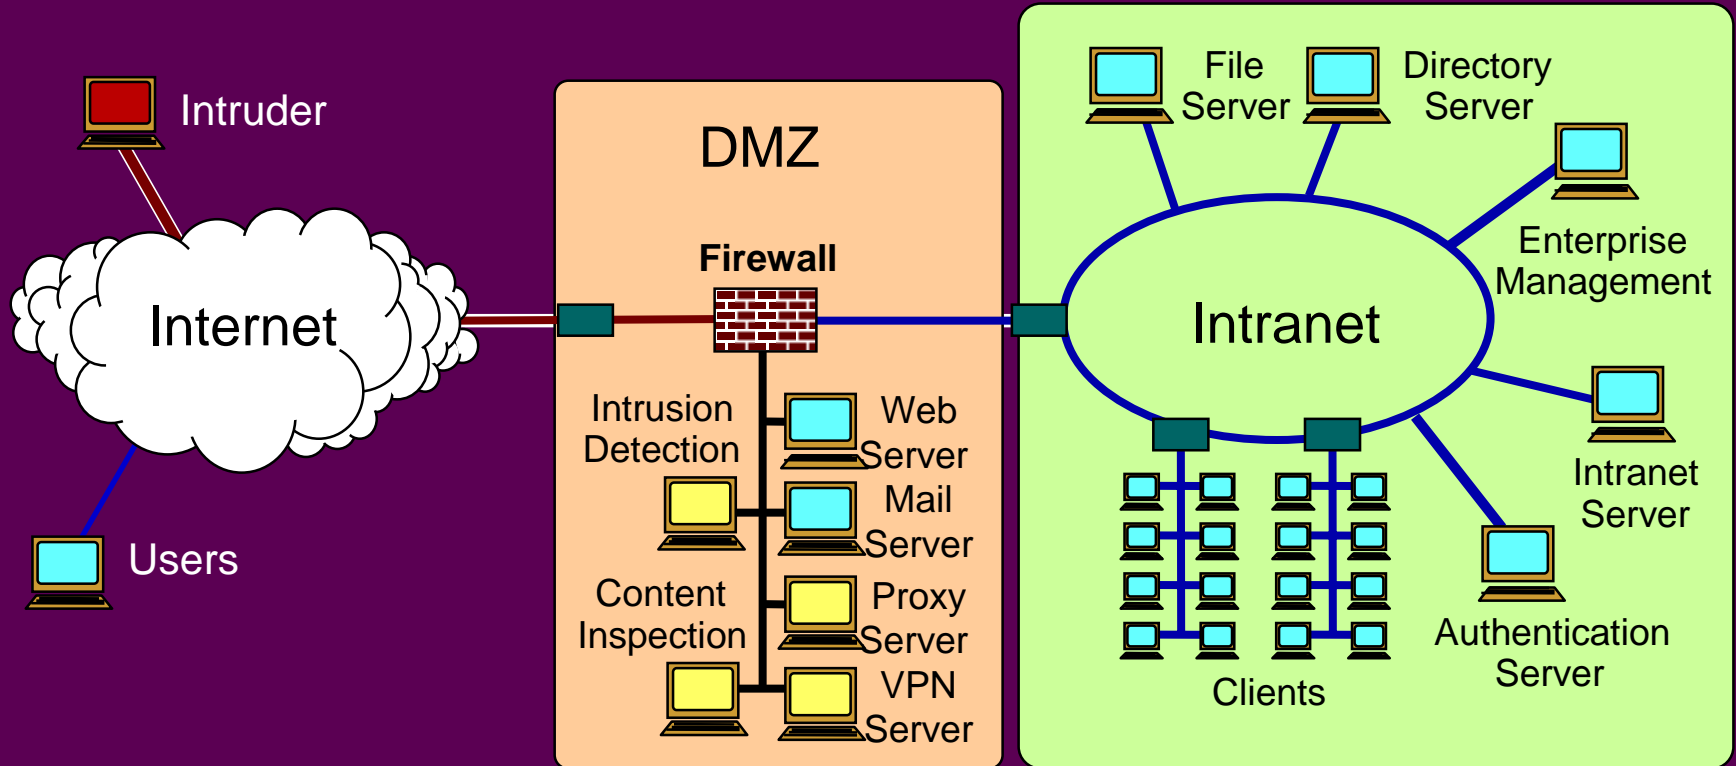 Intruder
Internet
Users
DMZ
Firewall
Intrusion
Detection
Web
Server
Mail
Server
Content
Inspection
Proxy
Server
VPN
Server
File
Server
Directory
Server
Enterprise
Management
Intranet
Intranet
Server
Authentication
Server
Clients